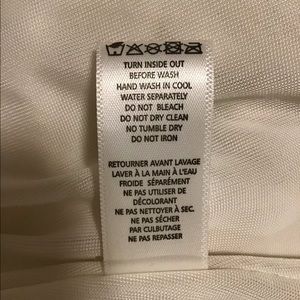 TURN INSIDE OUT
BEFORE WASH
HAND WASH IN COOL
WATER SEPARATELY
DO NOT BLEACH
DO NOT DRY CLEAN
NO TUMBLE DRY
DO NOT IRON
RETOURNER AVANT LAVAGE
LAVER À LA MAIN À L'EAU
FROIDE SÉPARÉMENT
NE PAS UTILISER DE
DÉCOLORANT
NE PAS NETTOYER À SEC.
NE PAS SÉCHER
PAR CULBUTAGE
NE PAS REPASSER